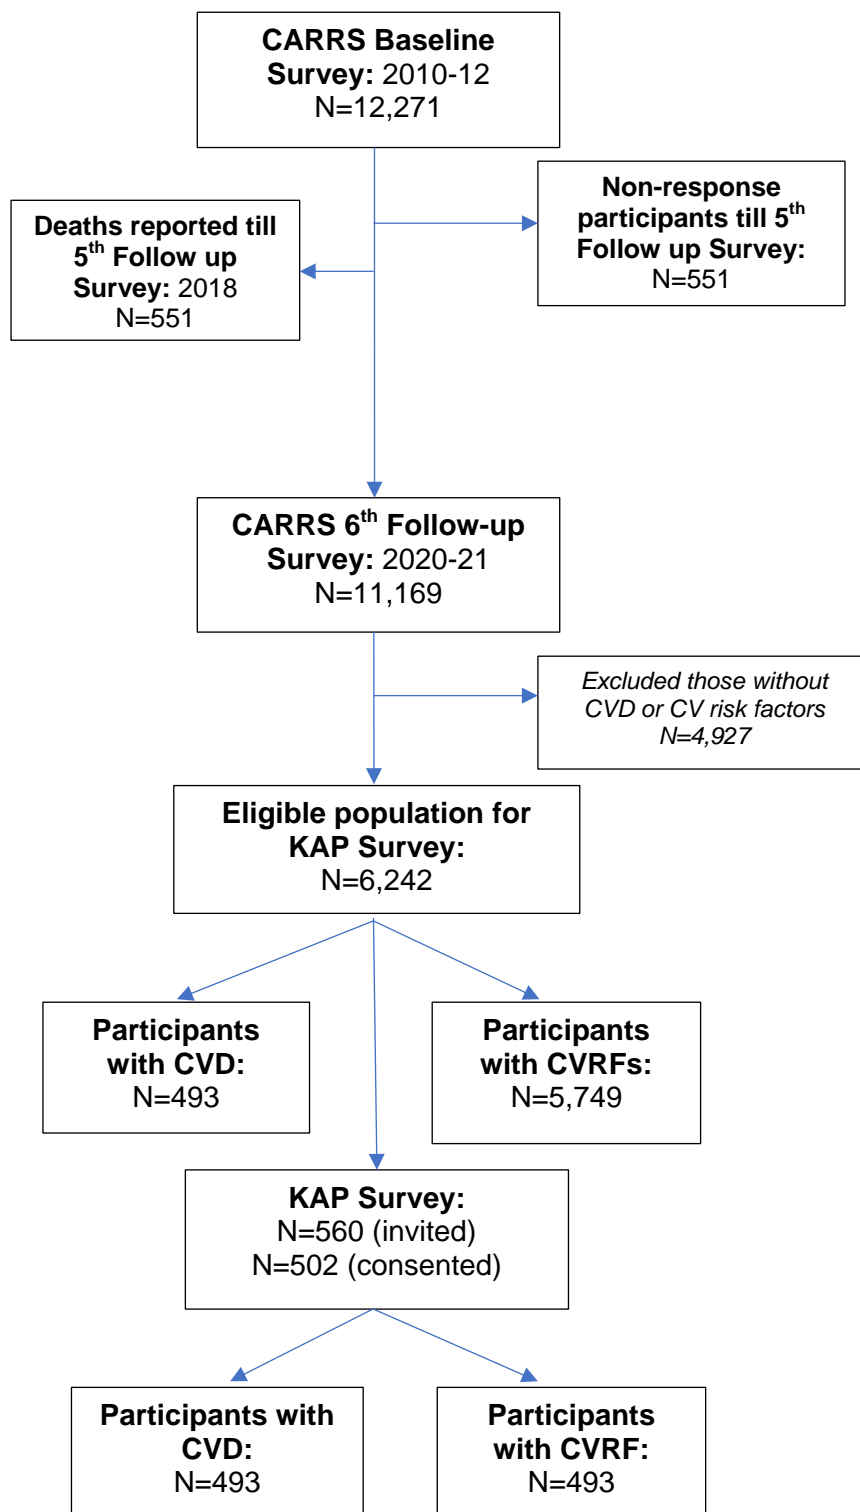 CARRS Baseline
Survey: 2010-12
N=12,271
Non-response
participants till 5th
Follow up Survey:
N=551
Deaths reported till
5th Follow up
Survey: 2018
N=551
CARRS 6th Follow-up
Survey: 2020-21
N=11,169
Excluded those without
CVD or CV risk factors
N=4,927
Eligible population for
KAP Survey:
N=6,242
Participants
with CVD:
N=493
Participants
with CVRFs:
N=5,749
KAP Survey:
N=560 (invited)
N=502 (consented)
Participants with
CVD:
N=493
Participants
with CVRF:
N=493